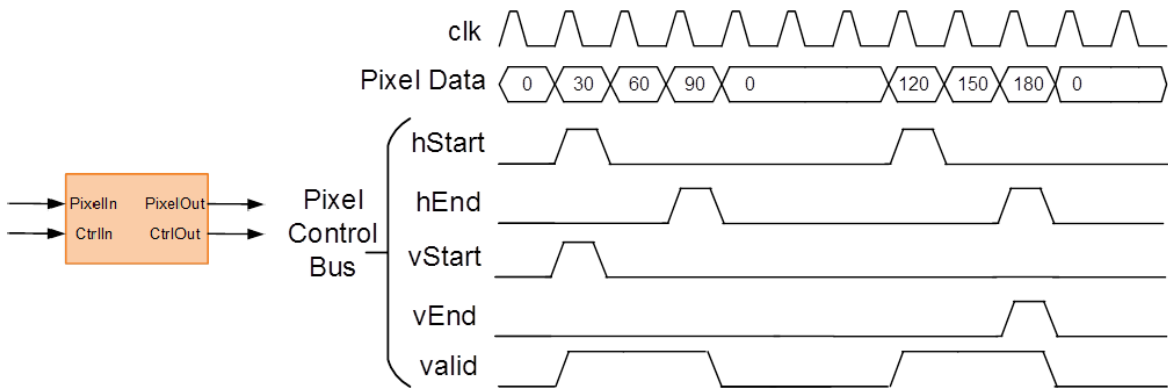 clk
Pixel Data
0 30 60 90 0 120 150 180 0
hStart
hEnd
Pixel
Control
Bus
vStart
vEnd
valid
PixelIn PixelOut
CtrlIn CtrlOut